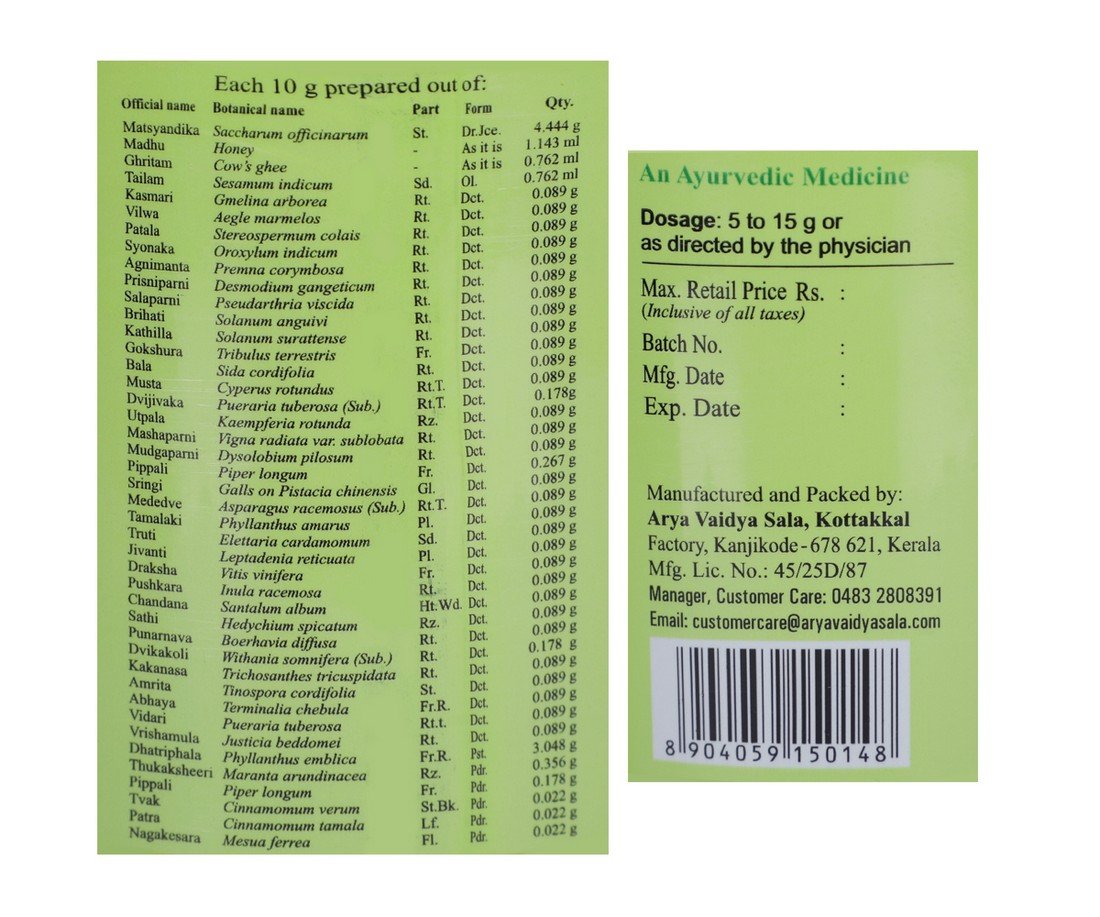 Each 10 g prepared out of:
Official name Botanical name Part Form Qty.
Matsyandika Saccharum officinarum St. Dr.Jce. 4.444 g
Madhu Honey - As it is 1.143 ml
Ghritam Cow's ghee - As it is 0.762 ml
Tailam Sesamum indicum Sd. Ol. 0.762 ml
Kasmari Gmelina arborea Rt. Dct. 0.089 g
Vilwa Aegle marmelos Rt. Dct. 0.089 g
Patala Stereospermum colais Rt. Dct. 0.089 g
Syonaka Oroxylum indicum Rt. Dct. 0.089 g
Agnimanta Premna corymbosa Rt. Dct. 0.089 g
Prisniparni Desmodium gangeticum Rt. Dct. 0.089 g
Salaparni Pseudarthria viscida Rt. Dct. 0.089 g
Brihati Solanum anguivi Rt. Dct. 0.089 g
Kathilla Solanum surattense Rt. Dct. 0.089 g
Gokshura Tribulus terrestris Fr. Dct. 0.089 g
Bala Sida cordifolia Rt. Dct. 0.089 g
Musta Cyperus rotundus Rt.T. Dct. 0.089 g
Dvijivaka Pueraria tuberosa (Sub.) Rt.T. Dct. 0.178g
Utpala Kaempferia rotunda Rz. Dct. 0.089 g
Mashaparni Vigna radiata var. sublobata Rt. Dct. 0.089 g
Mudgaparni Dysolobium pilosum Rt. Dct. 0.089 g
Pippali Piper longum Fr. Dct. 0.267 g
Sringi Galls on Pistacia chinensis Gl. Dct. 0.089 g
Mededve Asparagus racemosus (Sub.) Rt.T. Dct. 0.089 g
Tamalaki Phyllanthus amarus Pl. Dct. 0.089 g
Truti Elettaria cardamomum Sd. Dct. 0.089 g
Jivanti Leptadenia reticuata Pl. Dct. 0.089 g
Draksha Vitis vinifera Fr. Dct. 0.089 g
Pushkara Inula racemosa Rt. Dct. 0.089 g
Chandana Santalum album Ht.Wd. Dct. 0.089 g
Sathi Hedychium spicatum Rz. Dct. 0.089 g
Punarnava Boerhavia diffusa Rt. Dct. 0.089 g
Dvikakoli Withania somnifera (Sub.) Rt. Dct. 0.178 g
Kakanasa Trichosanthes tricuspidata Rt. Dct. 0.089 g
Amrita Tinospora cordifolia St. Dct. 0.089 g
Abhaya Terminalia chebula Fr.R. Dct. 0.089 g
Vidari Pueraria tuberosa Rt.t. Dct. 0.089 g
Vrishamula Justicia beddomei Rt. Dct. 0.089 g
Dhatriphala Phyllanthus emblica Fr.R. Pst. 3.048 g
Thukaksheeri Maranta arundinacea Rz. Pdr. 0.356 g
Pippali Piper longum Fr. Pdr. 0.178 g
Tvak Cinnamomum verum St.Bk. Pdr. 0.022 g
Patra Cinnamomum tamala Lf. Pdr. 0.022 g
Nagakesara Mesua ferrea Fl. Pdr. 0.022 g
An Ayurvedic Medicine
Dosage: 5 to 15 g or
as directed by the physician
Max. Retail Price Rs. :
(Inclusive of all taxes)
Batch No. :
Mfg. Date :
Exp. Date :
Manufactured and Packed by:
Arya Vaidya Sala, Kottakkal
Factory, Kanjikode-678 621, Kerala
Mfg. Lic. No.: 45/25D/87
Manager, Customer Care: 0483 2808391
Email: customercare@aryavaidyasala.com
8 904059 150148